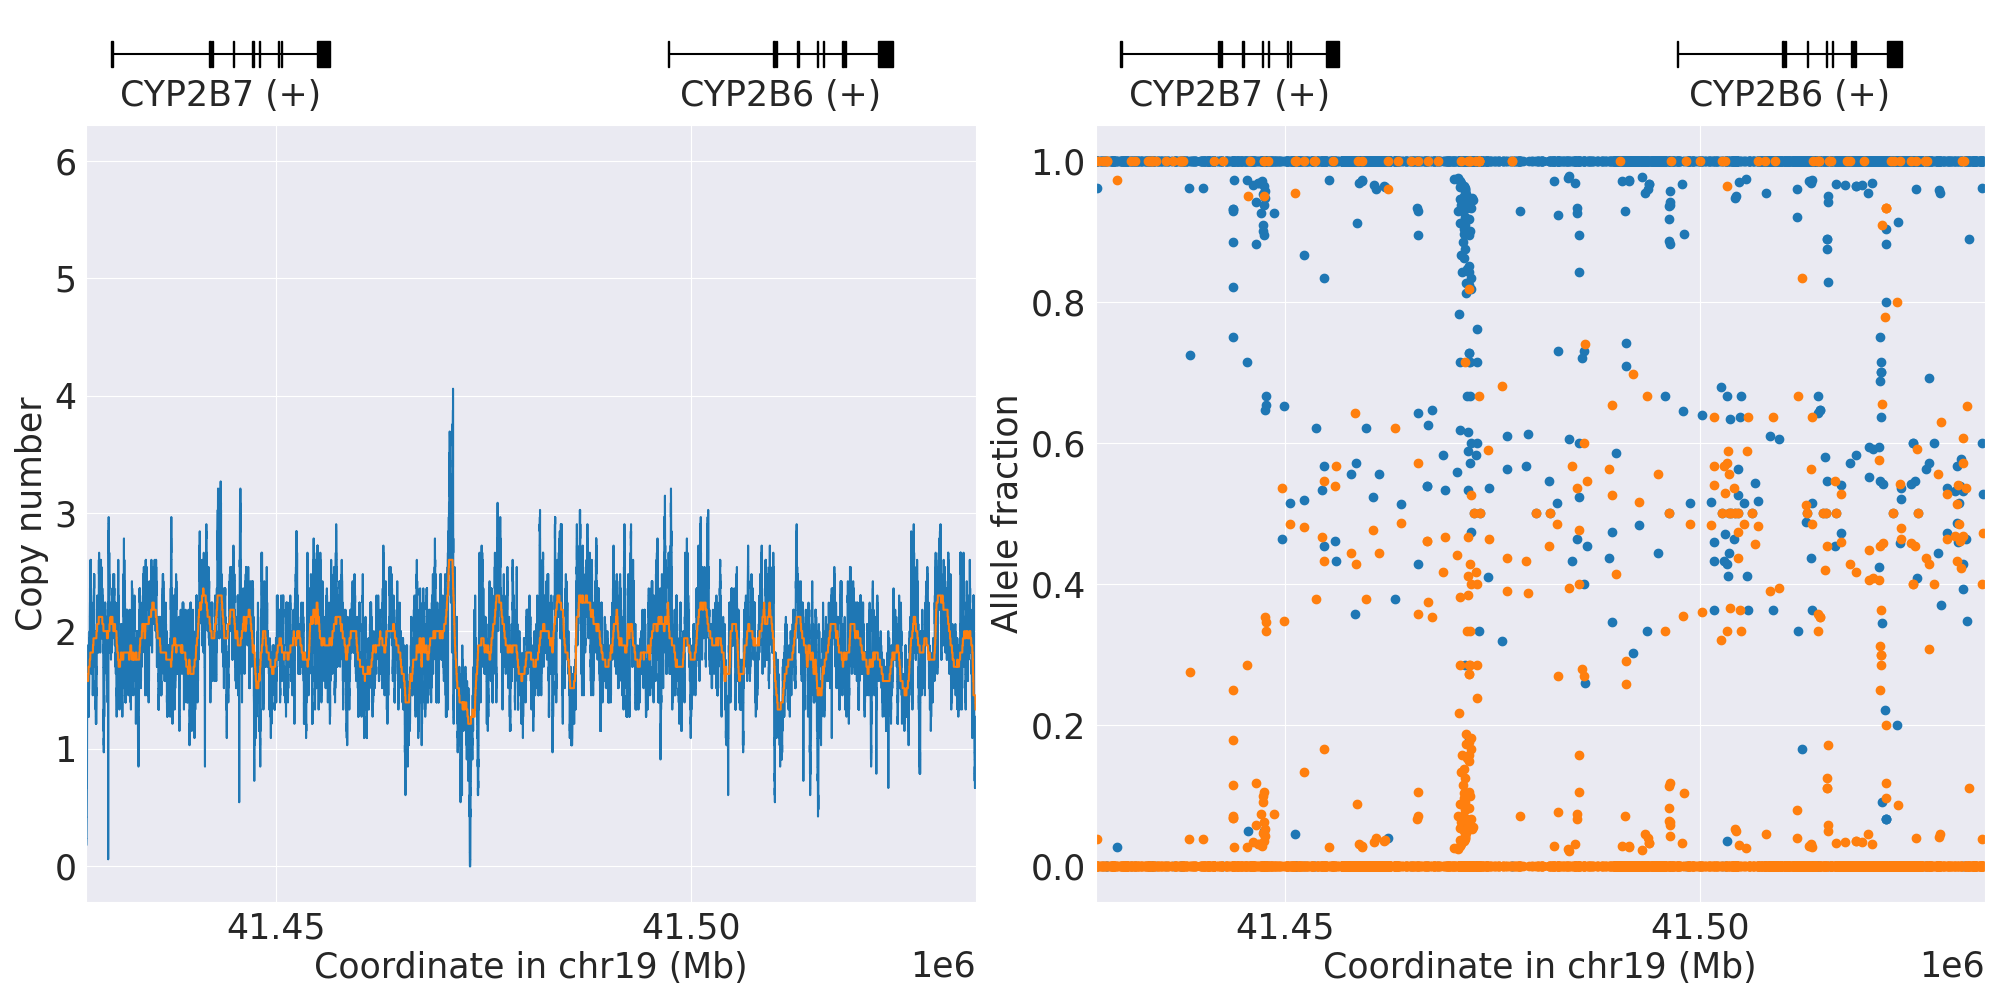 CYP2B7 (+) CYP2B6 (+)
CYP2B7 (+) CYP2B6 (+)
Copy number
6
5
4
3
2
1
0
41.45 41.50
Coordinate in chr19 (Mb) 1e6
Allele fraction
1.0
0.8
0.6
0.4
0.2
0.0
41.45 41.50
Coordinate in chr19 (Mb) 1e6